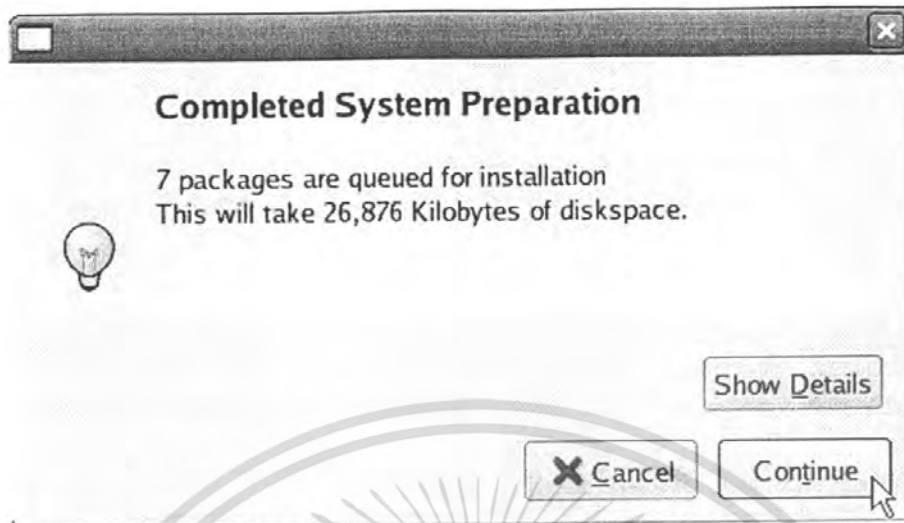 Completed System Preparation
7 packages are queued for installation
This will take 26,876 Kilobytes of diskspace.
Show Details
Cancel
Continue